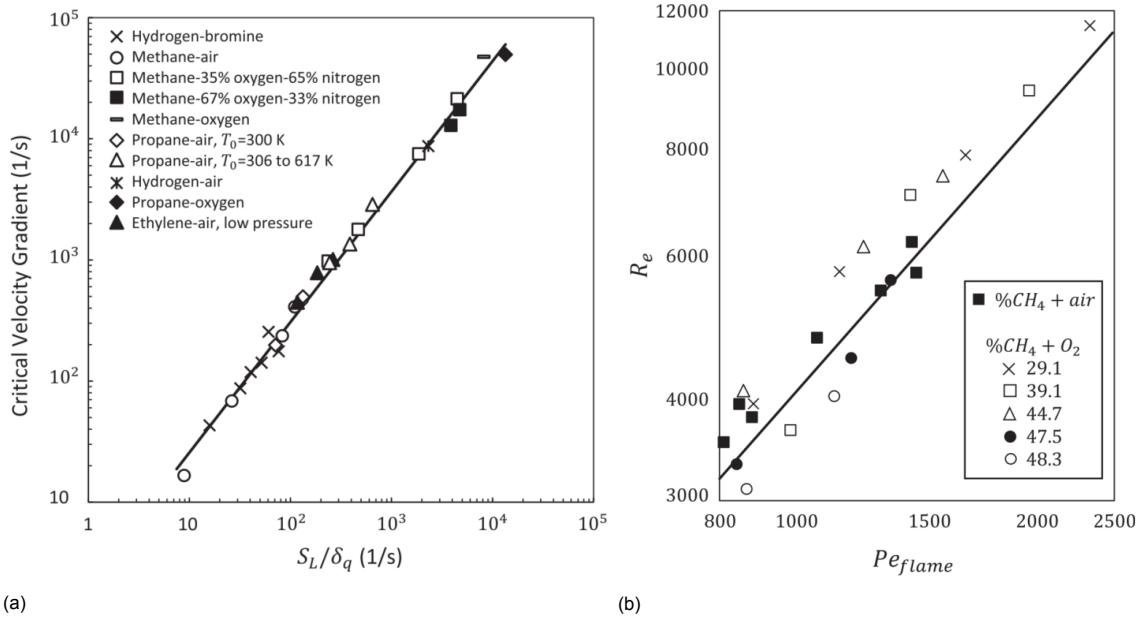 10^5
10^4
10^3
10^2
10
Critical Velocity Gradient (1/s)
Hydrogen-bromine
Methane-air
Methane-35% oxygen-65% nitrogen
Methane-67% oxygen-33% nitrogen
Methane-oxygen
Propane-air, T_0=300 K
Propane-air, T_0=306 to 617 K
Hydrogen-air
Propane-oxygen
Ethylene-air, low pressure
1 10 10^2 10^3 10^4 10^5
S_L/δ_q (1/s)
(a)
12000
10000
8000
6000
4000
3000
R_e
%CH_4 + air
%CH_4 + O_2
29.1
39.1
44.7
47.5
48.3
800 1000 1500 2000 2500
Pe_flame
(b)